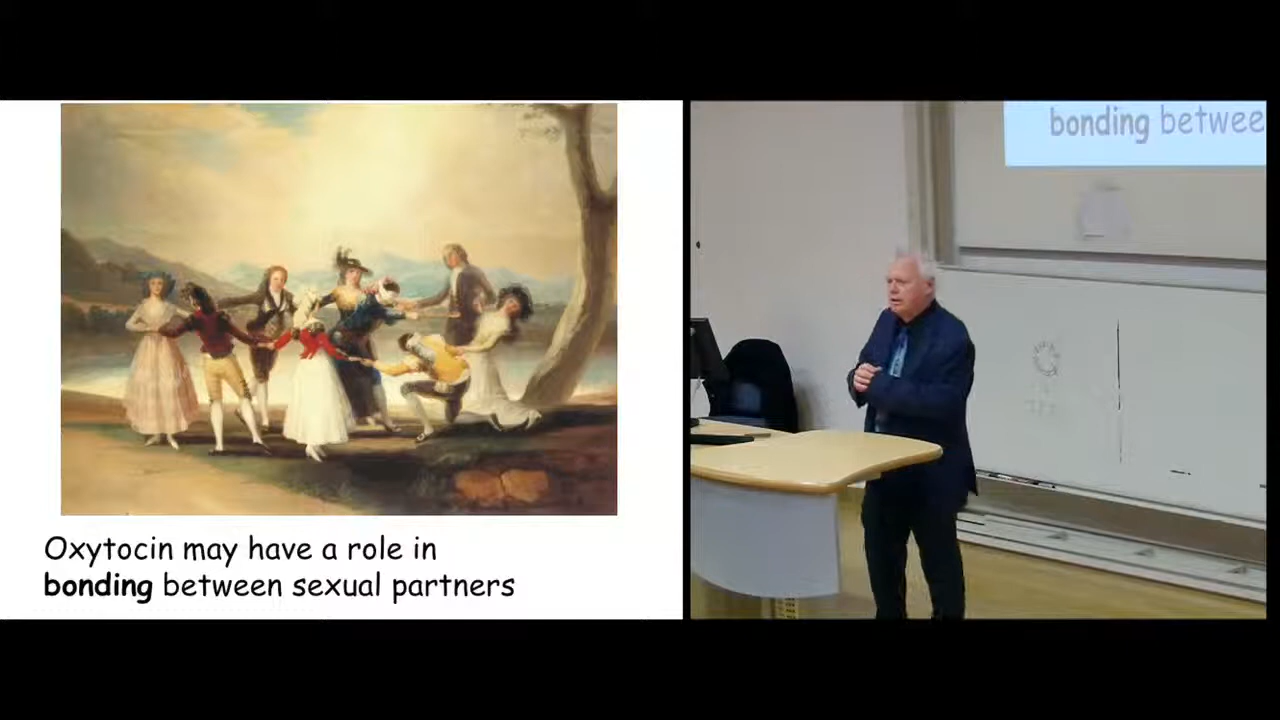 Oxytocin may have a role in
bonding between sexual partners
bonding betwee